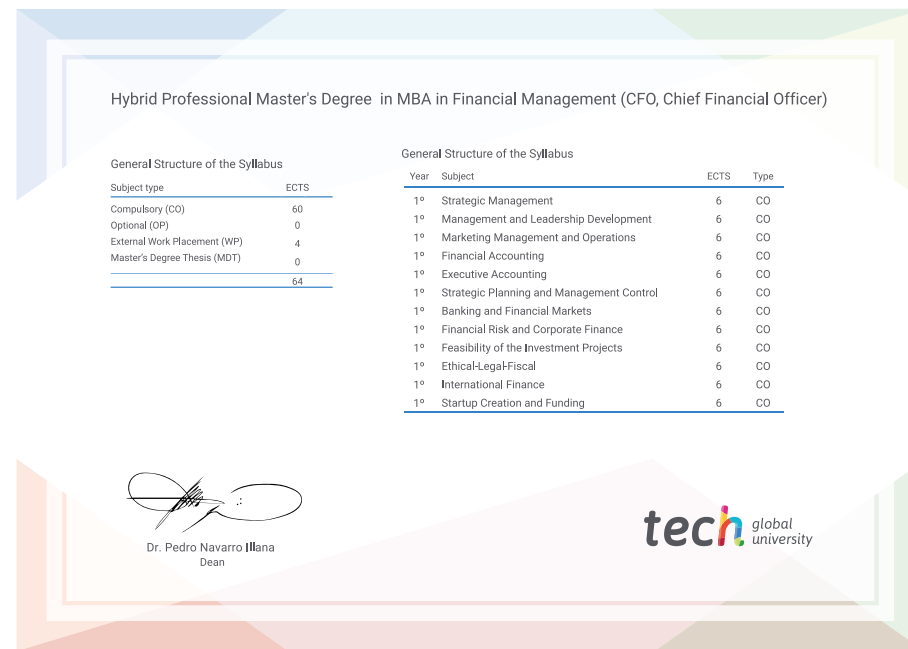 Hybrid Professional Master's Degree in MBA in Financial Management (CFO, Chief Financial Officer)
General Structure of the Syllabus
Subject type ECTS
Compulsory (CO) 60
Optional (OP) 0
External Work Placement (WP) 4
Master's Degree Thesis (MDT) 0
64
General Structure of the Syllabus
Year Subject ECTS Type
1º Strategic Management 6 CO
1º Management and Leadership Development 6 CO
1º Marketing Management and Operations 6 CO
1º Financial Accounting 6 CO
1º Executive Accounting 6 CO
1º Strategic Planning and Management Control 6 CO
1º Banking and Financial Markets 6 CO
1º Financial Risk and Corporate Finance 6 CO
1º Feasibility of the Investment Projects 6 CO
1º Ethical-Legal-Fiscal 6 CO
1º International Finance 6 CO
1º Startup Creation and Funding 6 CO
Dr. Pedro Navarro Illana
Dean
tech global
university